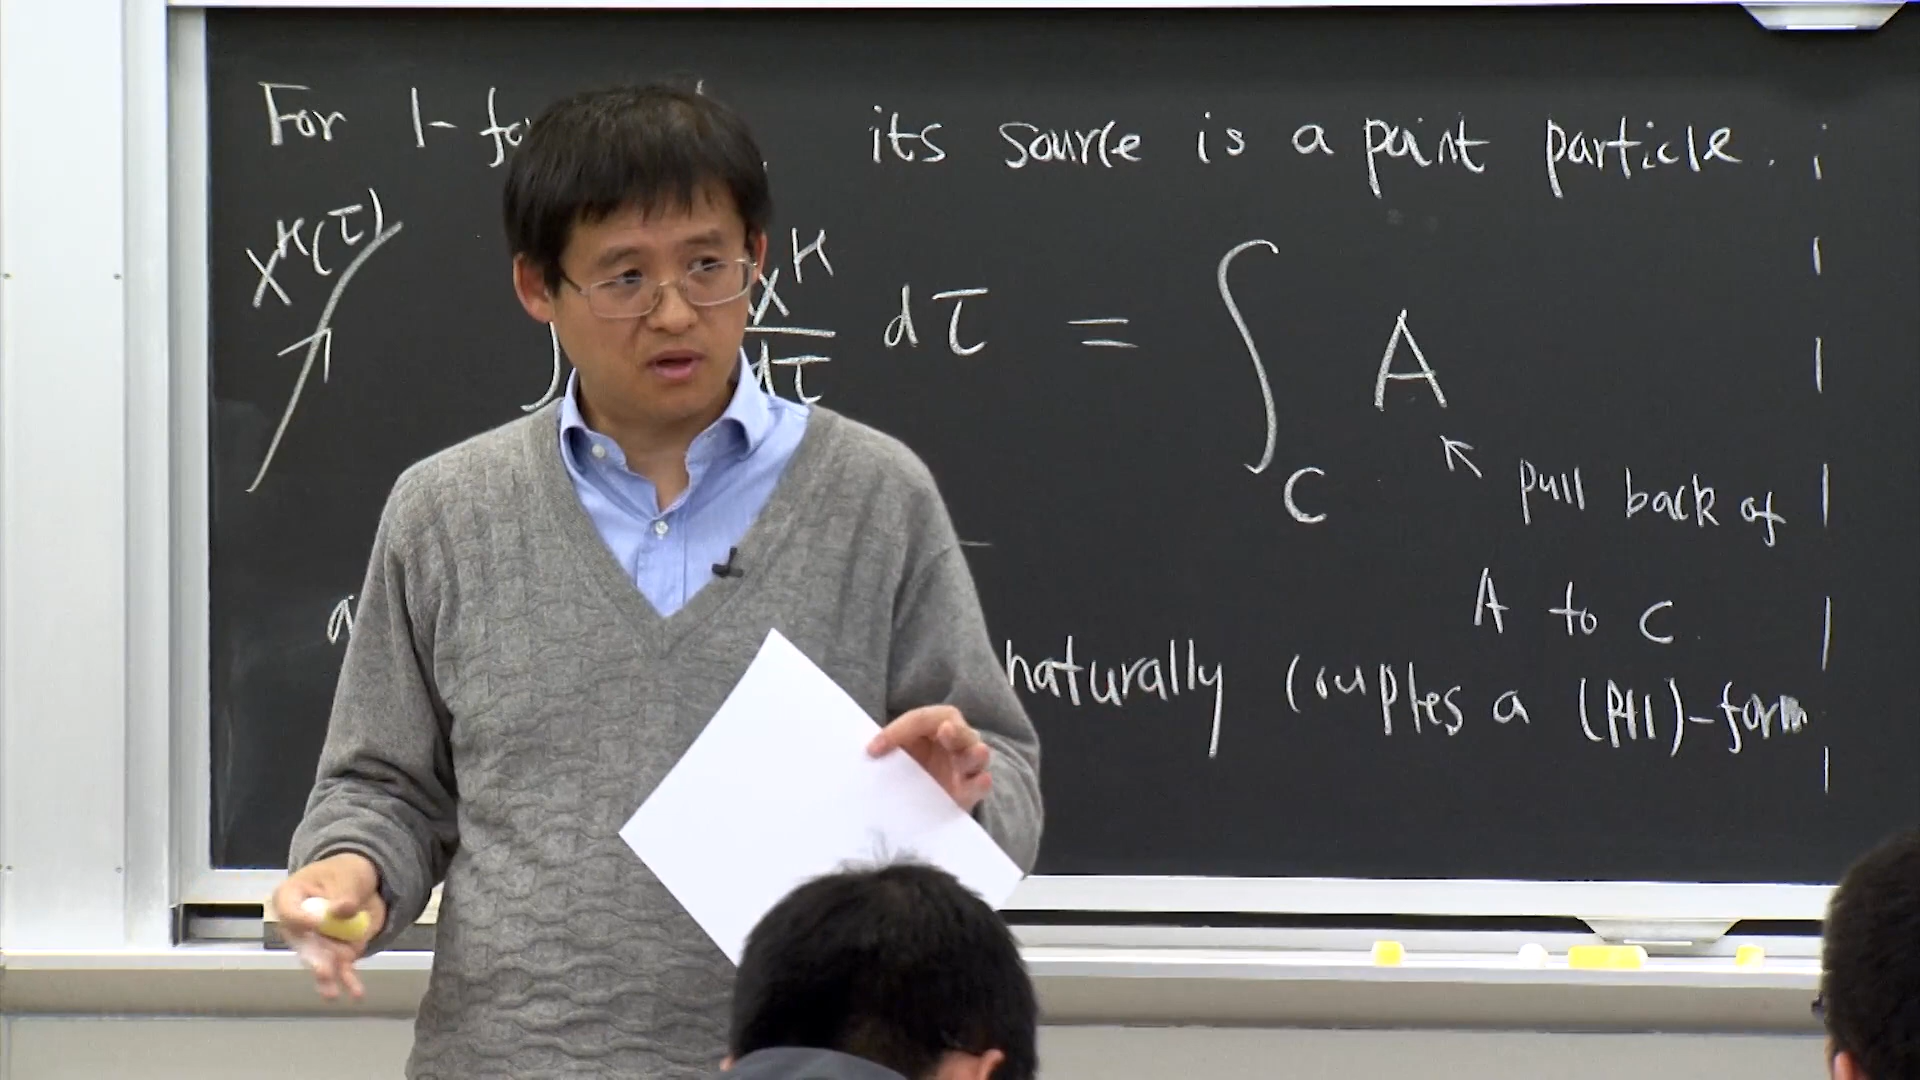 For 1-fo its source is a point particle.
X^μ(τ)
∫ X^μ/dτ dτ = ∫_C A
pull back of
A to C
a naturally couples a (P+1)-form